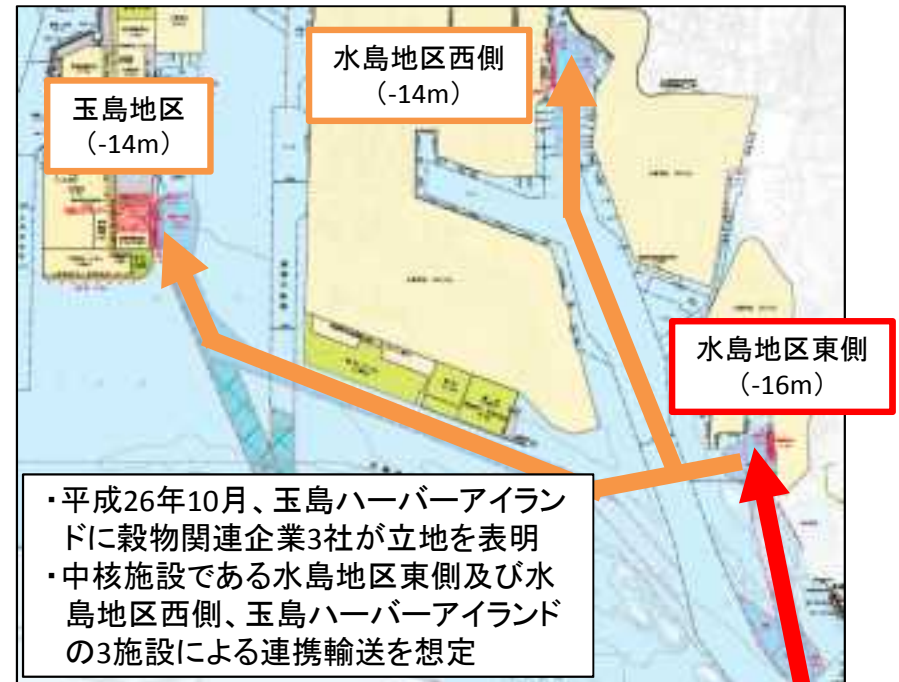 水島地区西側
（-14m）
玉島地区
（-14m）
水島地区東側
（-16m）
・平成26年10月、玉島ハーバーアイラン
ドに穀物関連企業3社が立地を表明
・中核施設である水島地区東側及び水
島地区西側、玉島ハーバーアイランド
の3施設による連携輸送を想定